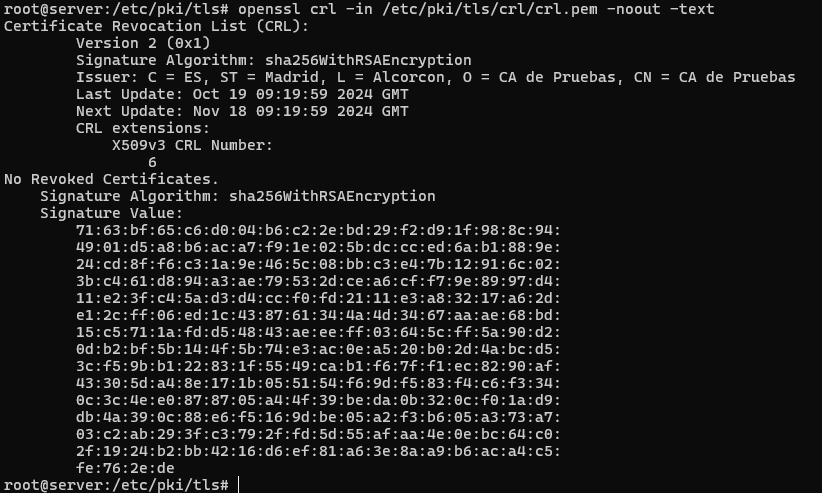 root@server:/etc/pki/tls# openssl crl -in /etc/pki/tls/crl/crl.pem -noout -text
Certificate Revocation List (CRL):
        Version 2 (0x1)
        Signature Algorithm: sha256WithRSAEncryption
        Issuer: C = ES, ST = Madrid, L = Alcorcon, O = CA de Pruebas, CN = CA de Pruebas
        Last Update: Oct 19 09:19:59 2024 GMT
        Next Update: Nov 18 09:19:59 2024 GMT
        CRL extensions:
            X509v3 CRL Number:
                6
No Revoked Certificates.
    Signature Algorithm: sha256WithRSAEncryption
    Signature Value:
        71:63:bf:65:c6:d0:04:b6:c2:2e:bd:29:f2:d9:1f:98:8c:94:
        49:01:d5:a8:b6:ac:a7:f9:1e:02:5b:dc:cc:ed:6a:b1:88:9e:
        24:cd:8f:f6:c3:1a:9e:46:5c:08:bb:c3:e4:7b:12:91:6c:02:
        3b:c4:61:d8:94:a3:ae:79:53:2d:ce:a6:cf:f7:9e:89:97:d4:
        11:e2:3f:c4:5a:d3:d4:cc:f0:fd:21:11:e3:a8:32:17:a6:2d:
        e1:2c:ff:06:ed:1c:43:87:61:34:4a:4d:34:67:aa:ae:68:bd:
        15:c5:71:1a:fd:d5:48:43:ae:ee:ff:03:64:5c:ff:5a:90:d2:
        0d:b2:bf:5b:14:4f:5b:74:e3:ac:0e:a5:20:b0:2d:4a:bc:d5:
        3c:f5:9b:b1:22:83:1f:55:49:ca:b1:f6:7f:f1:ec:82:90:af:
        43:30:5d:a4:8e:17:1b:05:51:54:f6:9d:f5:83:f4:c6:f3:34:
        0c:3c:4e:e0:87:87:05:a4:4f:39:be:da:0b:32:0c:f0:1a:d9:
        db:4a:39:0c:88:e6:f5:16:9d:be:05:a2:f3:b6:05:a3:73:a7:
        03:c2:ab:29:3f:c3:79:2f:fd:5d:55:af:aa:4e:0e:bc:64:c0:
        2f:19:24:b2:bb:42:16:d6:ef:81:a6:3e:8a:a9:b6:ac:a4:c5:
        fe:76:2e:de
root@server:/etc/pki/tls#